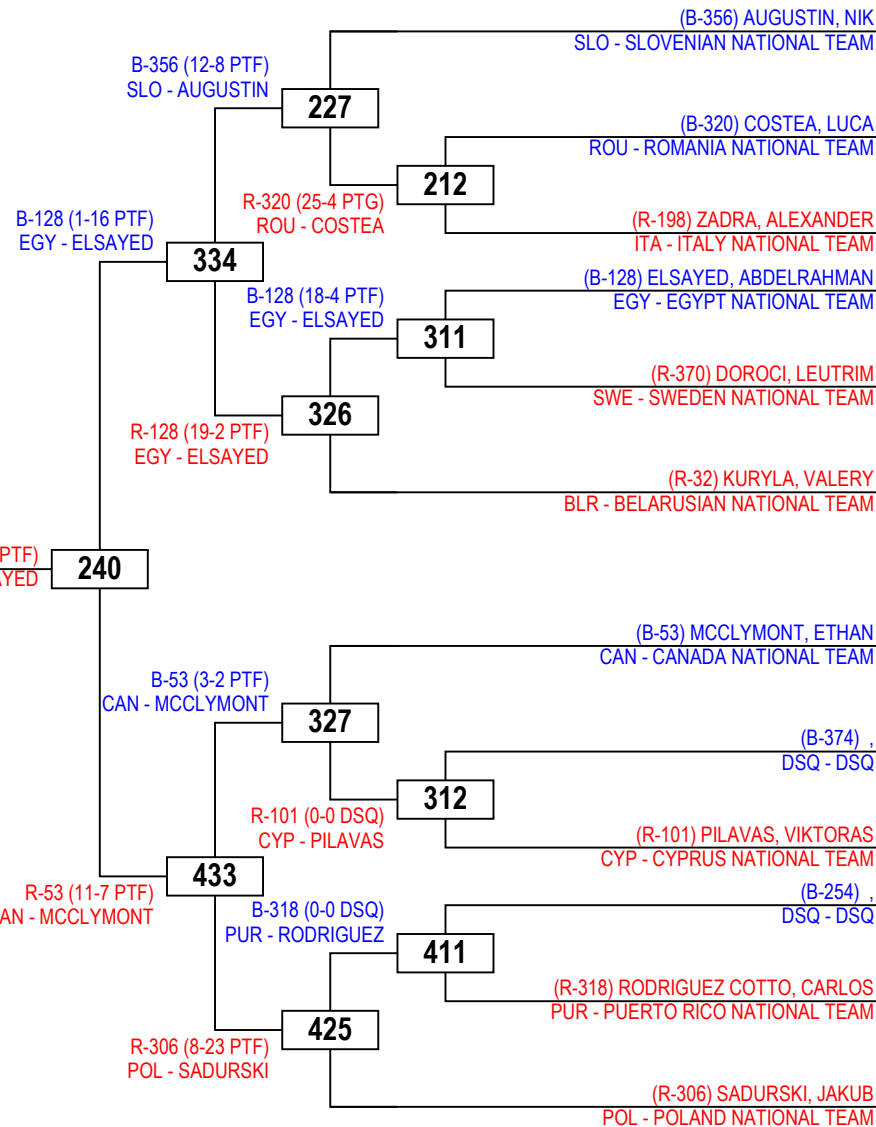 (B-356) AUGUSTIN, NIK
SLO - SLOVENIAN NATIONAL TEAM
B-356 (12-8 PTF)
SLO - AUGUSTIN
227
(B-320) COSTEA, LUCA
ROU - ROMANIA NATIONAL TEAM
212
R-320 (25-4 PTG)
ROU - COSTEA
(R-198) ZADRA, ALEXANDER
ITA - ITALY NATIONAL TEAM
B-128 (1-16 PTF)
EGY - ELSAYED
334
(B-128) ELSAYED, ABDELRAHMAN
EGY - EGYPT NATIONAL TEAM
B-128 (18-4 PTF)
EGY - ELSAYED
311
(R-370) DOROCI, LEUTRIM
SWE - SWEDEN NATIONAL TEAM
326
R-128 (19-2 PTF)
EGY - ELSAYED
(R-32) KURYLA, VALERY
BLR - BELARUSIAN NATIONAL TEAM
PTF)
AYED
240
(B-53) MCCLYMONT, ETHAN
CAN - CANADA NATIONAL TEAM
B-53 (3-2 PTF)
CAN - MCCLYMONT
327
(B-374) ,
DSQ - DSQ
312
R-101 (0-0 DSQ)
CYP - PILAVAS
(R-101) PILAVAS, VIKTORAS
CYP - CYPRUS NATIONAL TEAM
433
R-53 (11-7 PTF)
AN - MCCLYMONT
(B-254) ,
DSQ - DSQ
B-318 (0-0 DSQ)
PUR - RODRIGUEZ
411
(R-318) RODRIGUEZ COTTO, CARLOS
PUR - PUERTO RICO NATIONAL TEAM
425
R-306 (8-23 PTF)
POL - SADURSKI
(R-306) SADURSKI, JAKUB
POL - POLAND NATIONAL TEAM